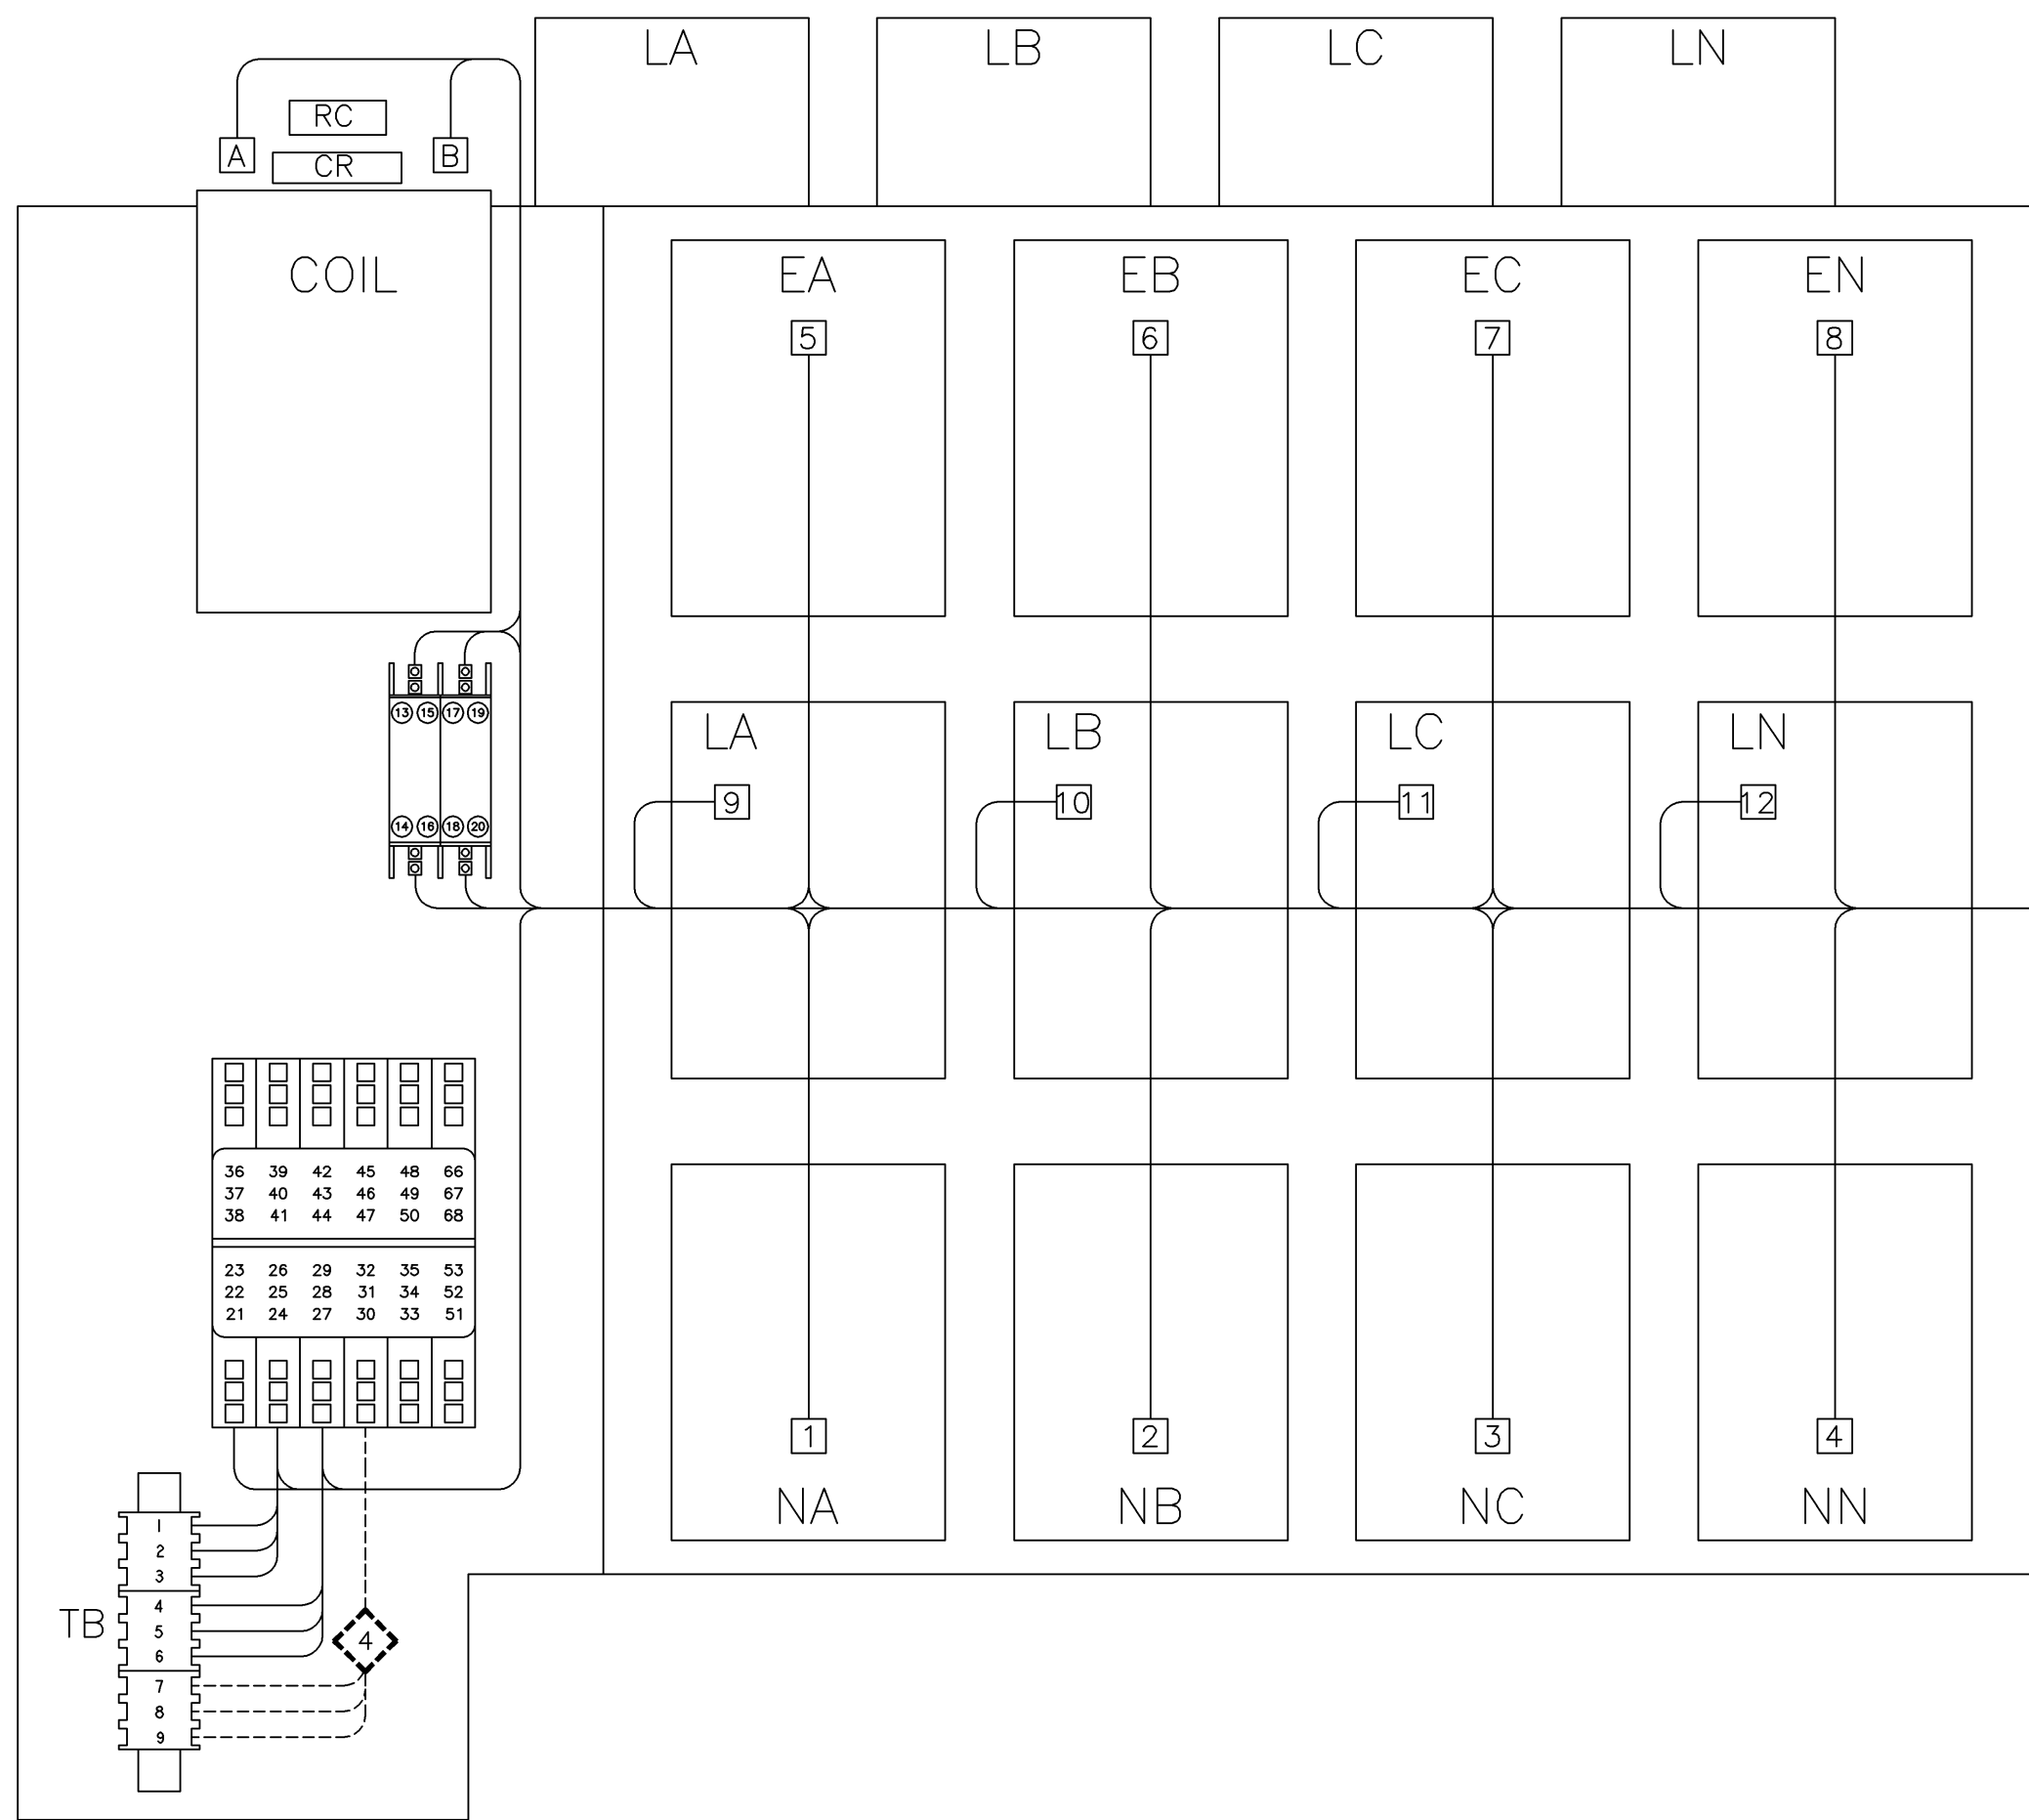 LA LB LC LN
RC
A CR B
COIL EA EB EC EN
5 6 7 8
13 15 17 19
LA LB LC LN
9 10 11 12
14 16 18 20
36 39 42 45 48 66
37 40 43 46 49 67
38 41 44 47 50 68
23 26 29 32 35 53
22 25 28 31 34 52
21 24 27 30 33 51
1 2 3 4
NA NB NC NN
1
2
3
4
TB 5
6
4
7
8
9